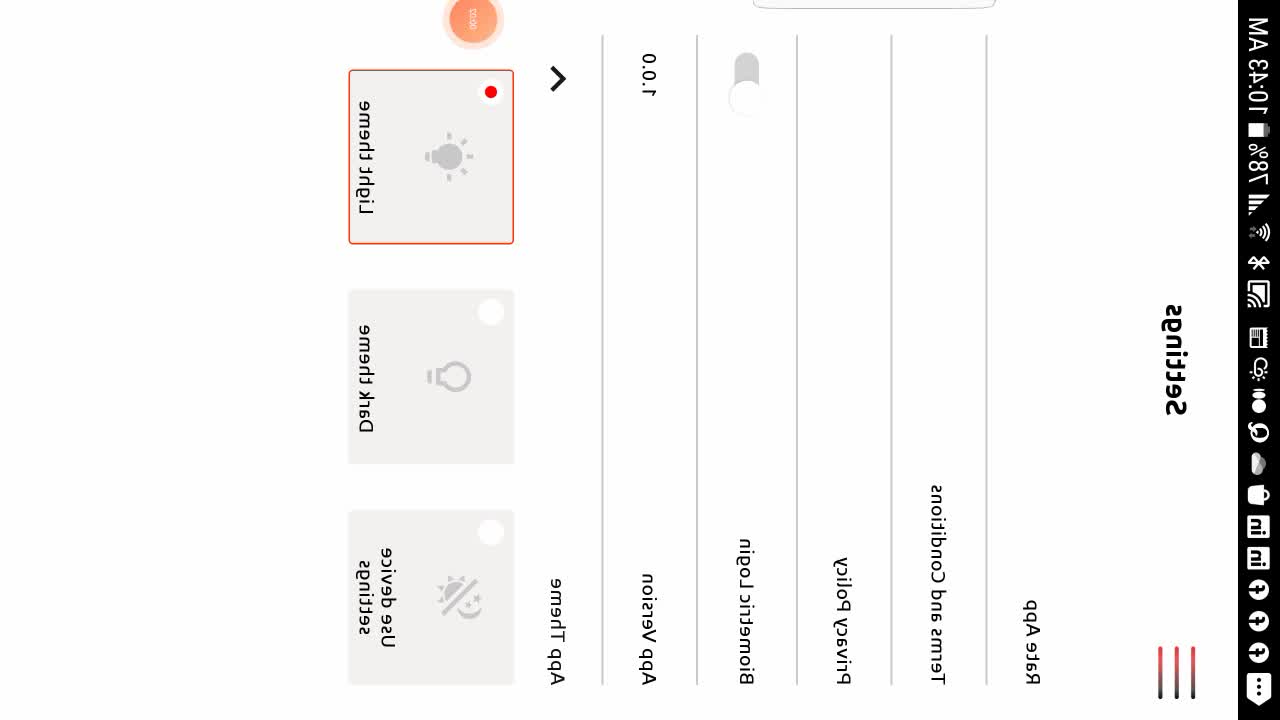 10:43 AM
78%
Settings
Rate App
Terms and Conditions
Privacy Policy
Biometric Login
App Version
1.0.0
App Theme
Use device
settings
Dark theme
Light theme
00:02